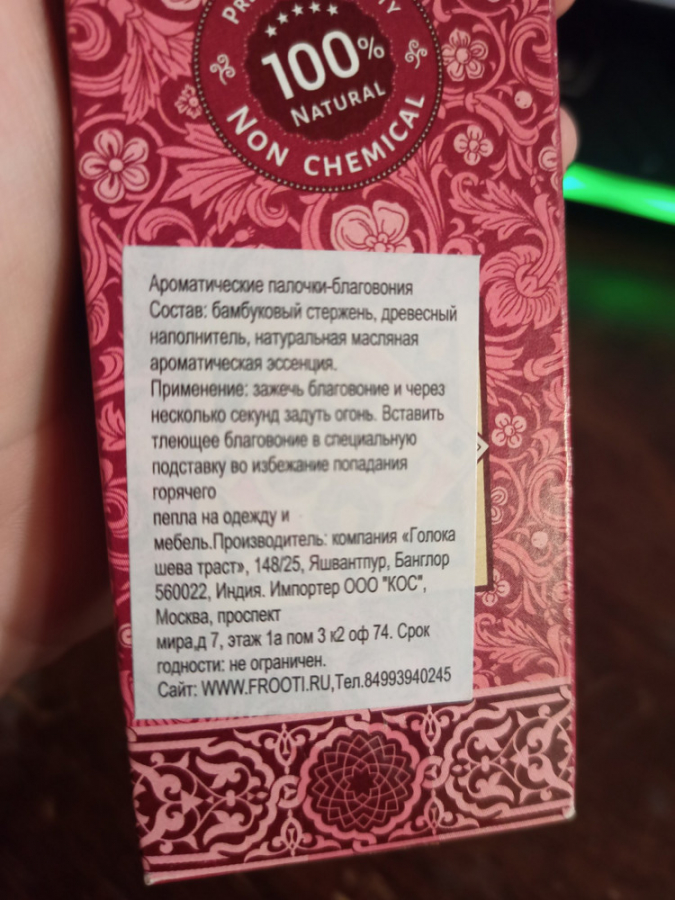 100%
NATURAL
NON CHEMICAL
Ароматические палочки-благовония
Состав: бамбуковый стержень, древесный
наполнитель, натуральная масляная
ароматическая эссенция.
Применение: зажечь благовоние и через
несколько секунд задуть огонь. Вставить
тлеющее благовоние в специальную
подставку во избежание попадания
горячего
пепла на одежду и
мебель.Производитель: компания «Голока
шева траст», 148/25, Яшвантпур, Банглор
560022, Индия. Импортер ООО "КОС",
Москва, проспект
мира,д 7, этаж 1а пом 3 к2 оф 74. Срок
годности: не ограничен.
Сайт: WWW.FROOTI.RU,Тел.84993940245